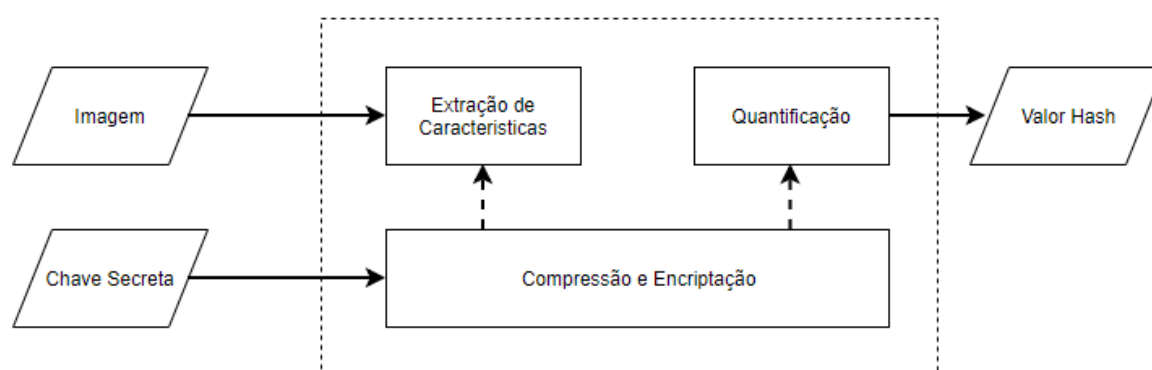 Imagem
Extração de
Caracteristicas
Quantificação
Valor Hash
Chave Secreta
Compressão e Encriptação